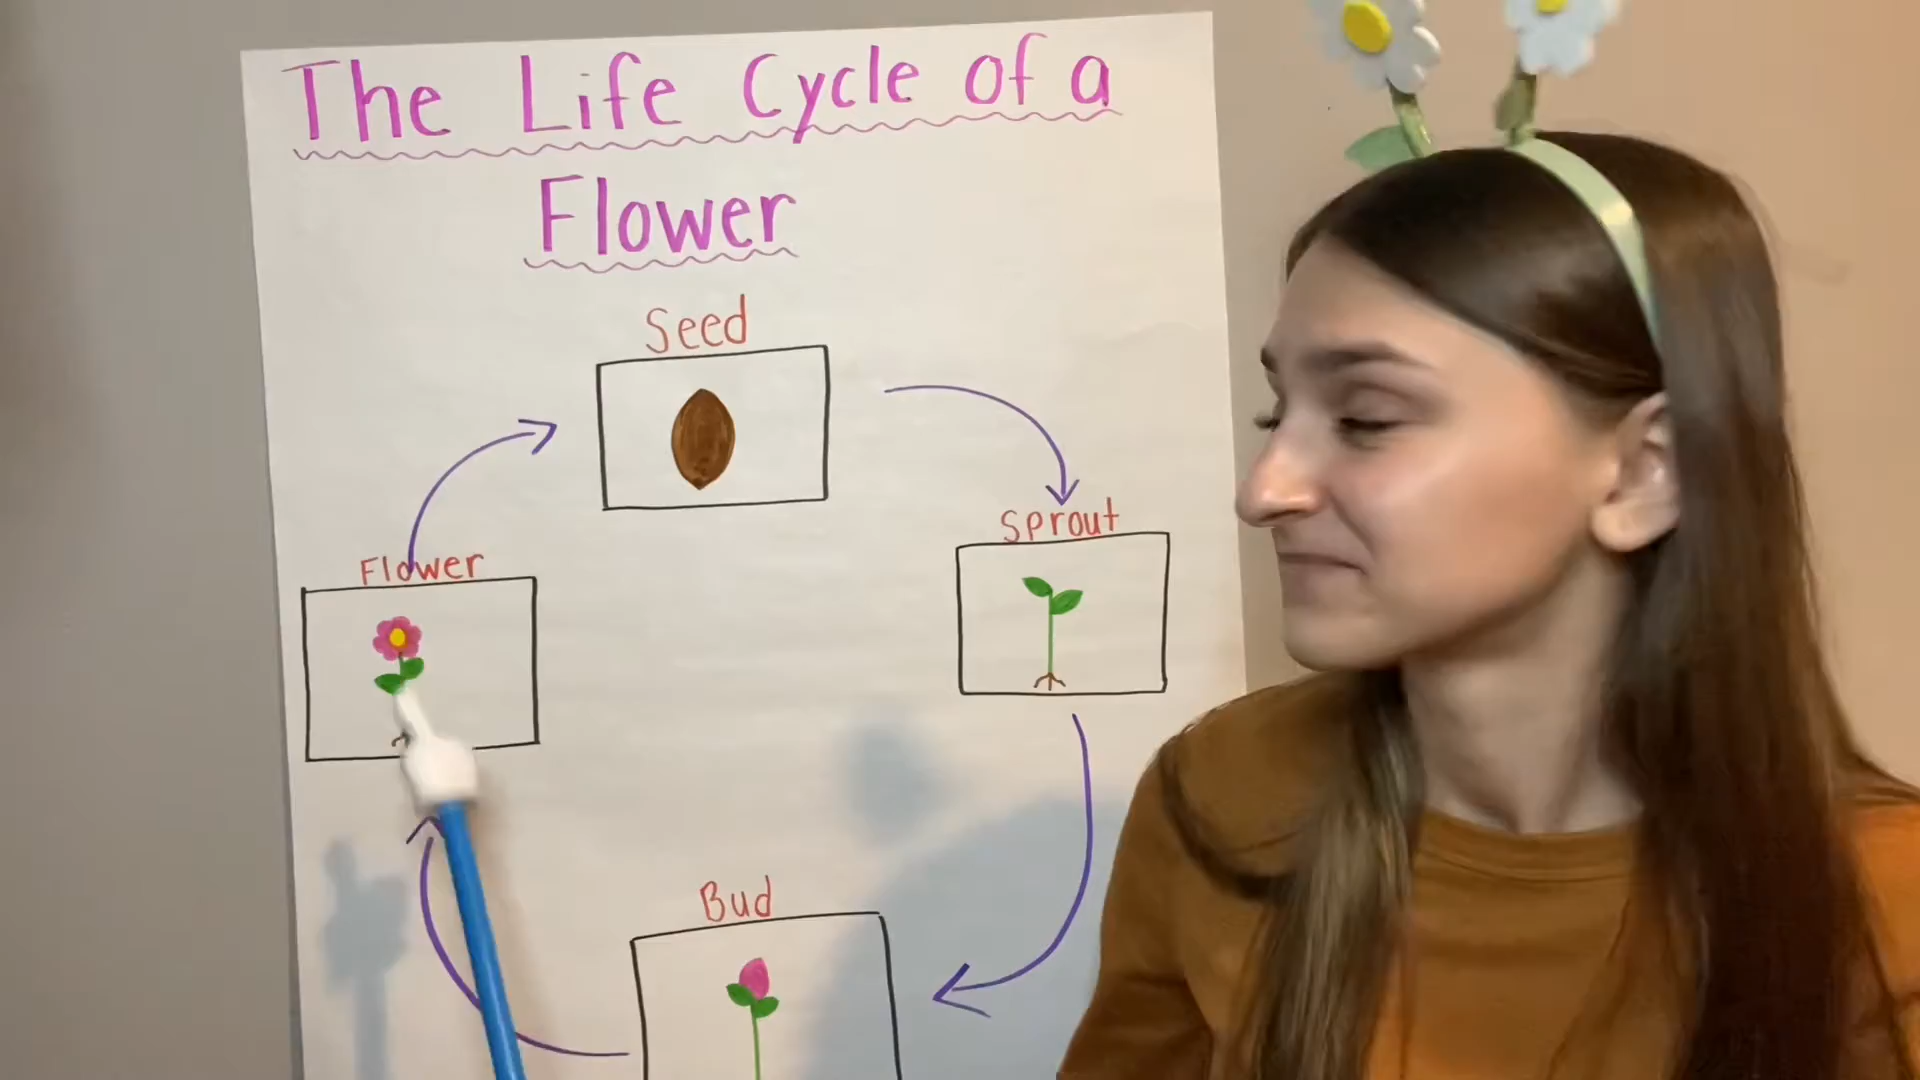 The Life Cycle of a
Flower
Seed
Sprout
Flower
Bud